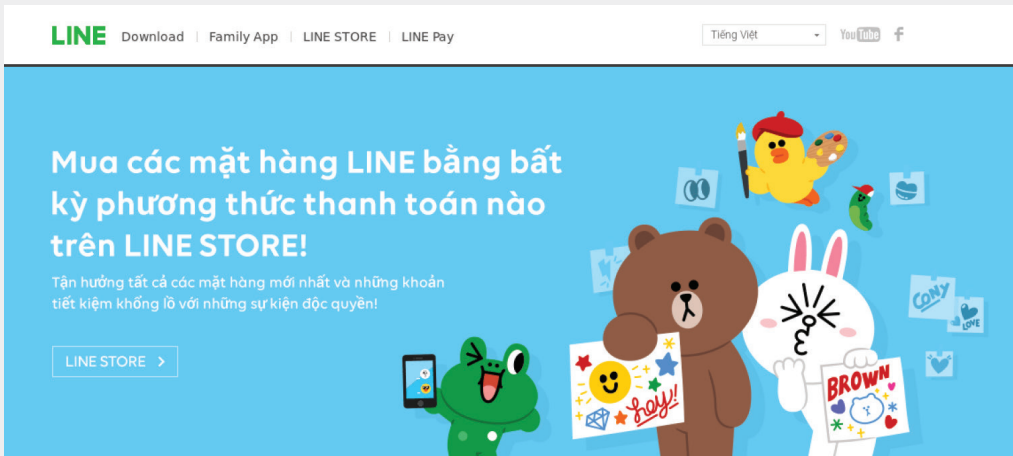 LINE Download Family App LINE STORE LINE Pay
Tiếng Việt
YouTube f
Mua các mặt hàng LINE bằng bất
kỳ phương thức thanh toán nào
trên LINE STORE!
Tận hưởng tất cả các mặt hàng mới nhất và những khoản
tiết kiệm khổng lồ với những sự kiện độc quyền!
LINE STORE
hey!
BROWN
CONY
LOVE